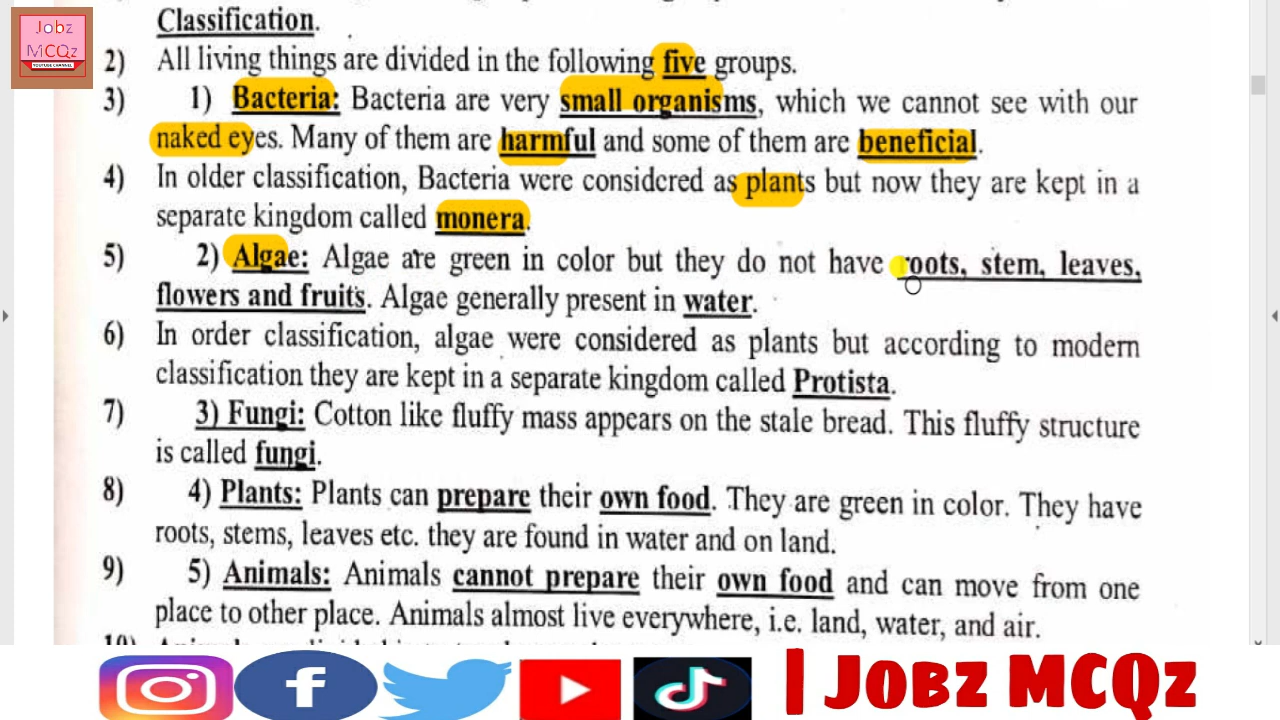 Jobz
MCQz
YOUTUBE CHANNEL
Classification.
2) All living things are divided in the following five groups.
3) 1) Bacteria: Bacteria are very small organisms, which we cannot see with our
naked eyes. Many of them are harmful and some of them are beneficial.
4) In older classification, Bacteria were considered as plants but now they are kept in a
separate kingdom called monera.
5) 2) Algae: Algae are green in color but they do not have roots, stem, leaves,
flowers and fruits. Algae generally present in water.
6) In order classification, algae were considered as plants but according to modern
classification they are kept in a separate kingdom called Protista.
7) 3) Fungi: Cotton like fluffy mass appears on the stale bread. This fluffy structure
is called fungi.
8) 4) Plants: Plants can prepare their own food. They are green in color. They have
roots, stems, leaves etc. they are found in water and on land.
9) 5) Animals: Animals cannot prepare their own food and can move from one
place to other place. Animals almost live everywhere, i.e. land, water, and air.
| Jobz MCQz